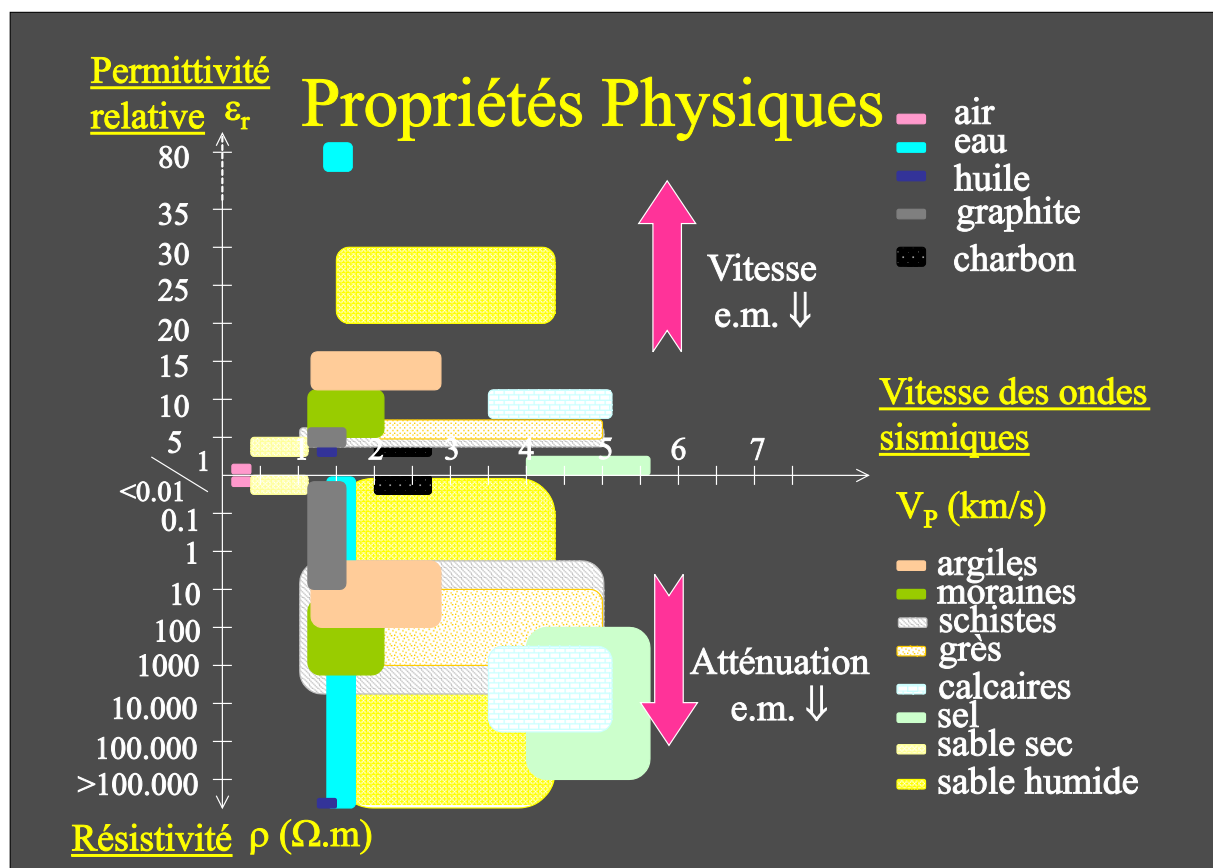 Propriétés Physiques
Permittivité
relative εr
80
35
30
25
20
15
10
5
1
<0.01
0.1
1
10
100
1000
10.000
100.000
>100.000
Résistivité ρ (Ω.m)
1 2 3 4 5 6 7
Vitesse
e.m. ⇓
Atténuation
e.m. ⇓
air
eau
huile
graphite
charbon
Vitesse des ondes
sismiques
VP (km/s)
argiles
moraines
schistes
grès
calcaires
sel
sable sec
sable humide